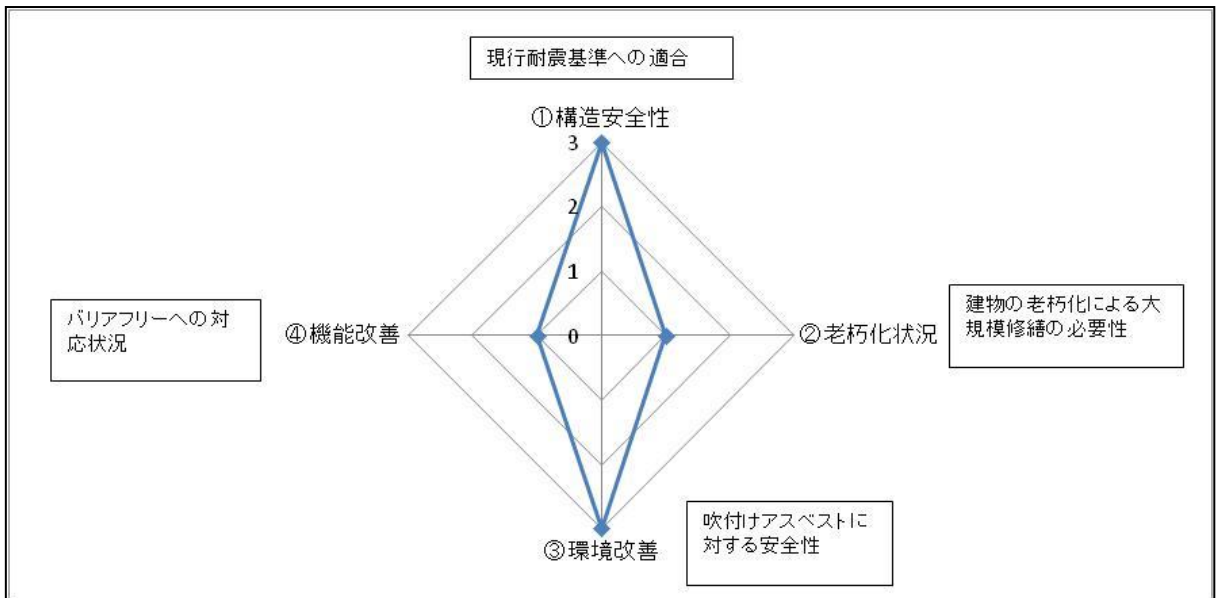 現行耐震基準への適合
①構造安全性
3
2
1
0
バリアフリーへの対
応状況
④機能改善
②老朽化状況
建物の老朽化による大
規模修繕の必要性
③環境改善
吹付けアスベストに
対する安全性